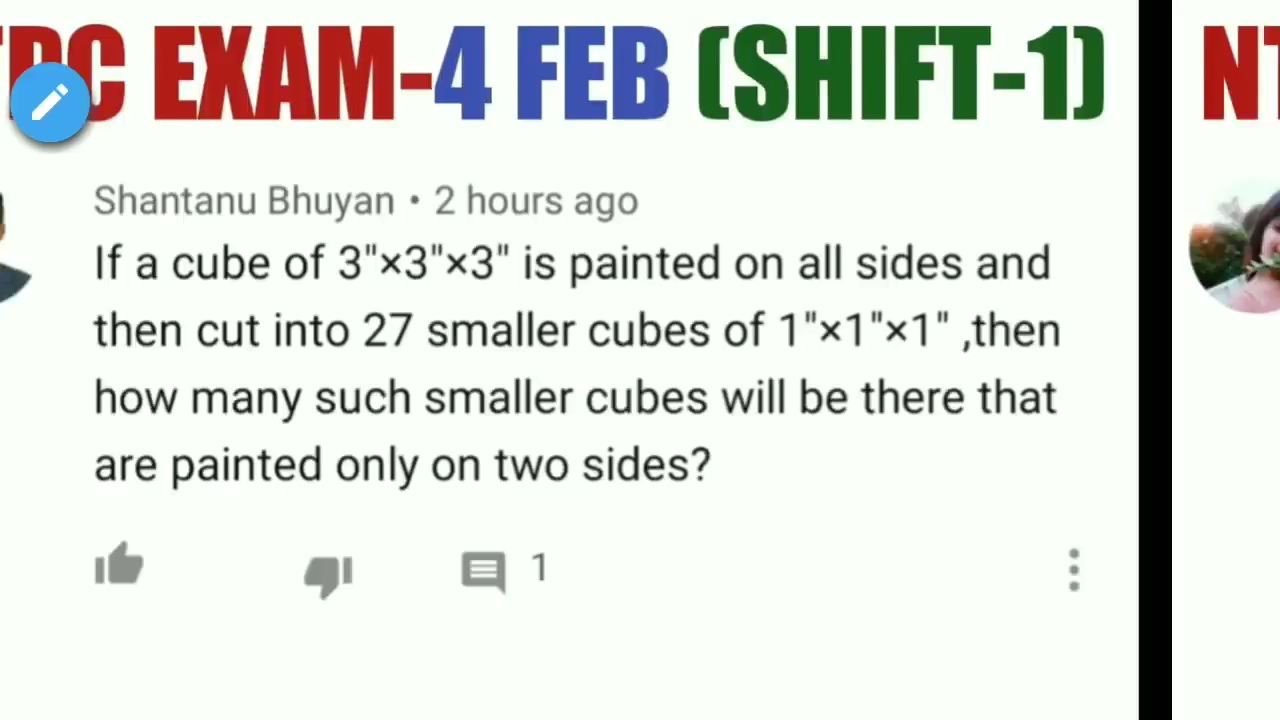 EXAM-4 FEB (SHIFT-1)
Shantanu Bhuyan • 2 hours ago
If a cube of 3"×3"×3" is painted on all sides and
then cut into 27 smaller cubes of 1"×1"×1" ,then
how many such smaller cubes will be there that
are painted only on two sides?
1